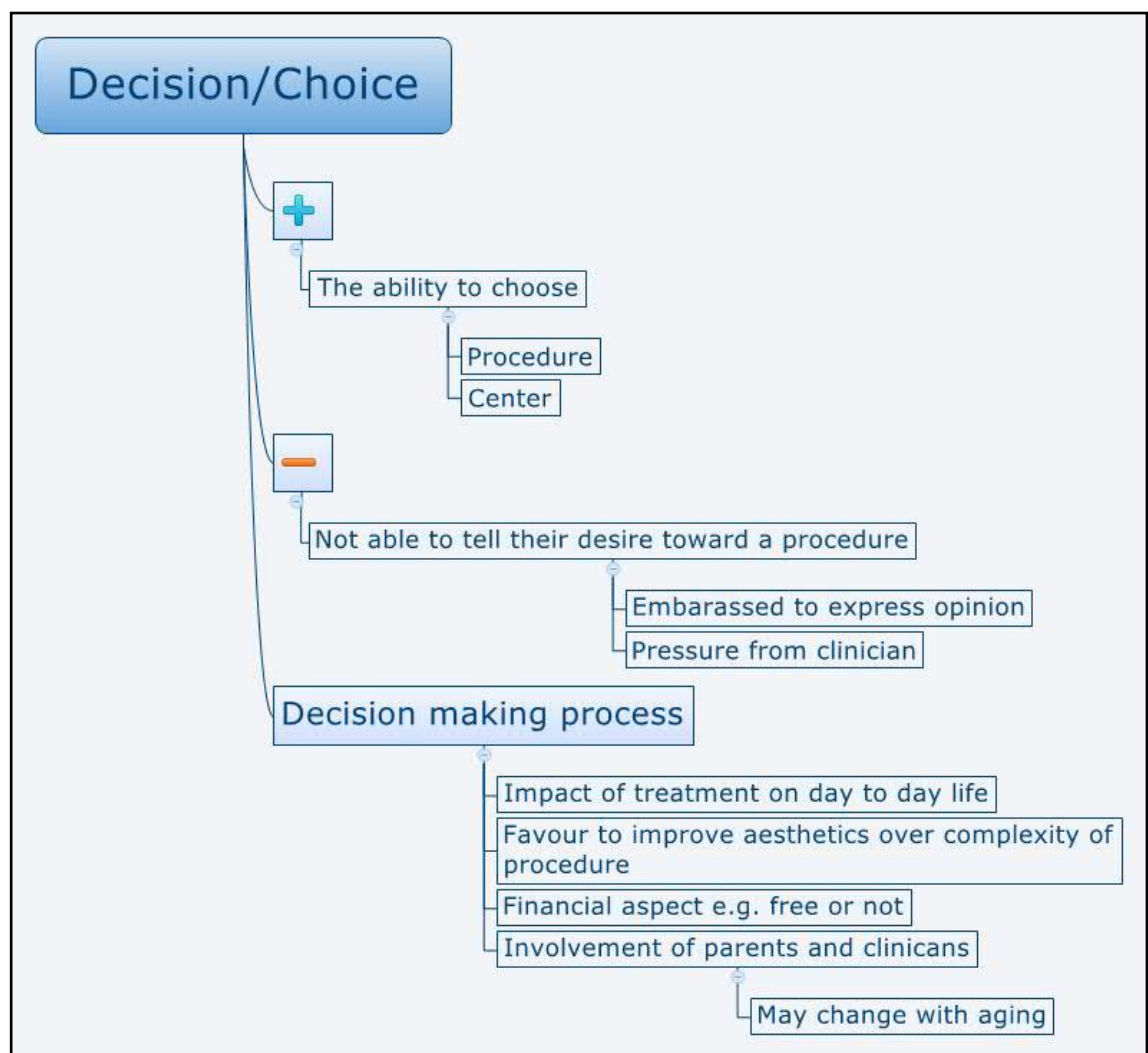 Decision/Choice
The ability to choose
Procedure
Center
Not able to tell their desire toward a procedure
Embarassed to express opinion
Pressure from clinician
Decision making process
Impact of treatment on day to day life
Favour to improve aesthetics over complexity of
procedure
Financial aspect e.g. free or not
Involvement of parents and clinicans
May change with aging